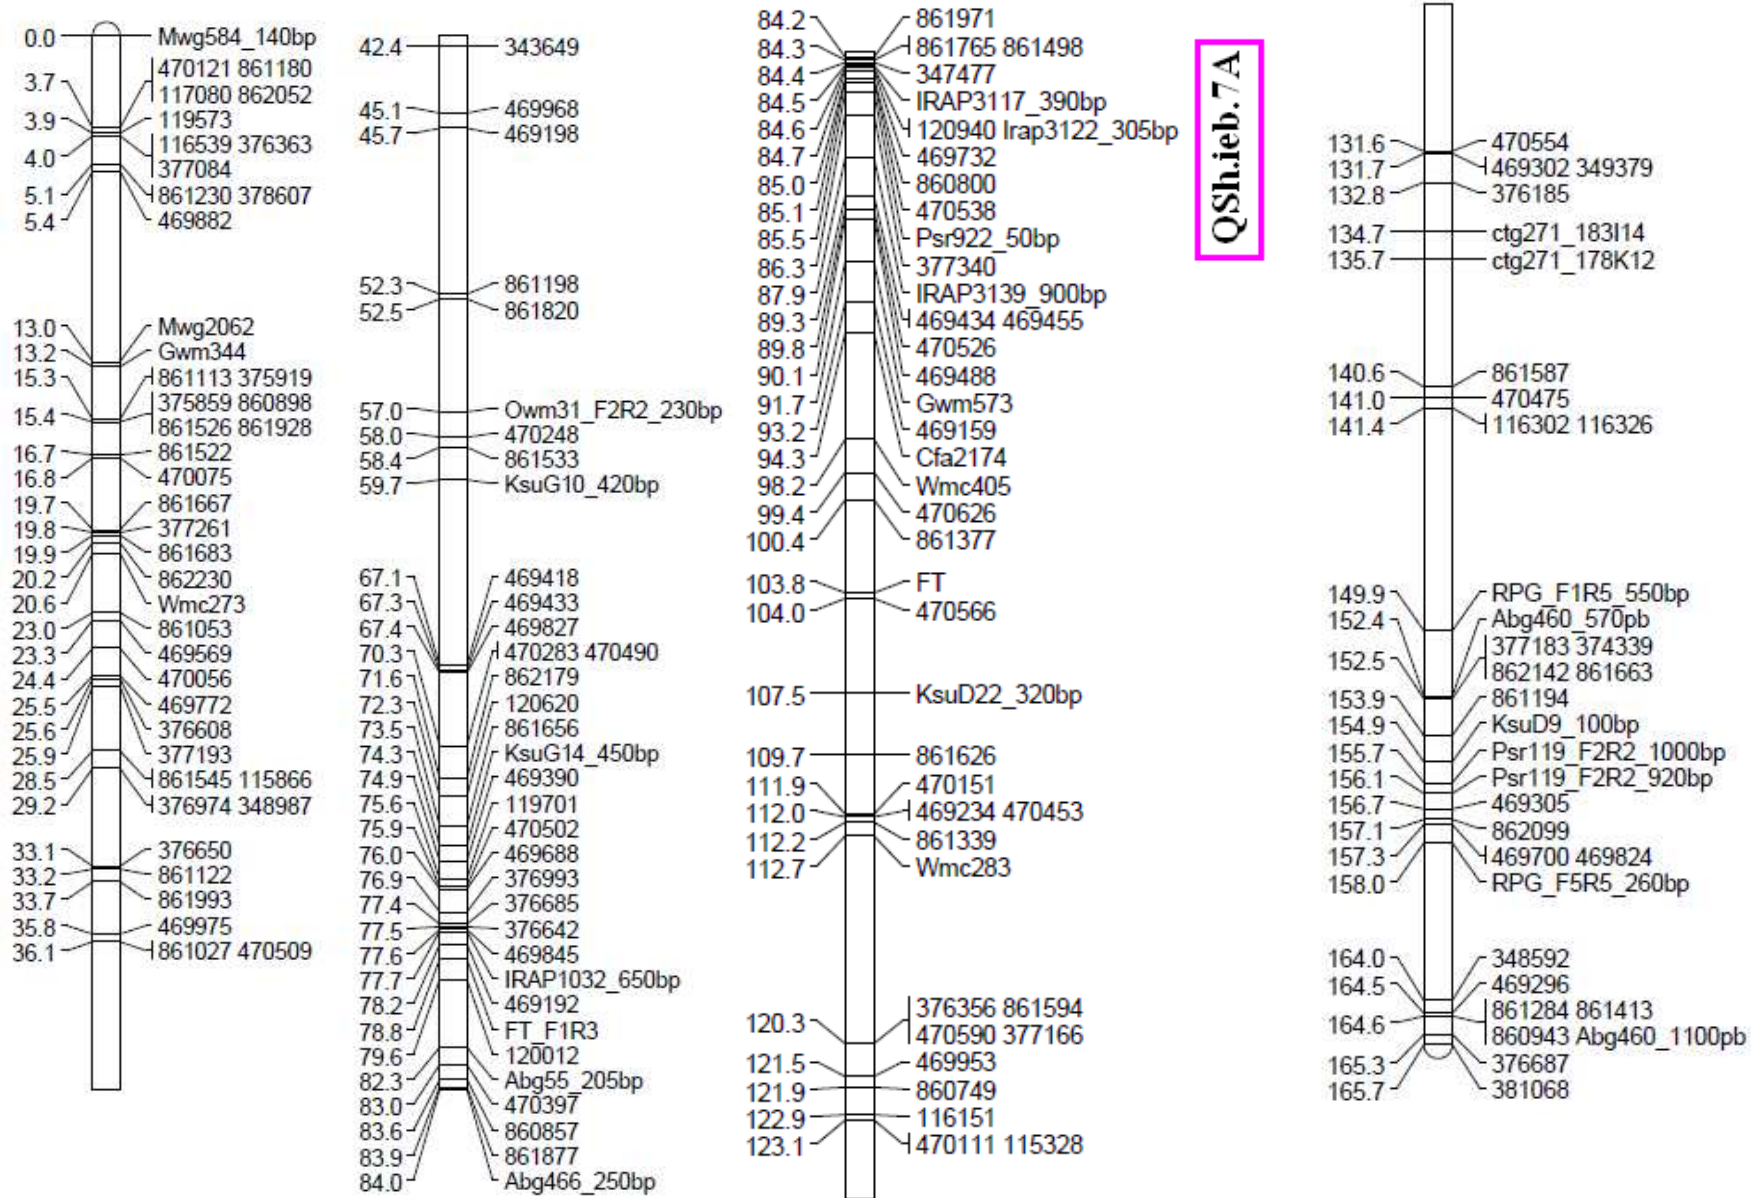 0.0 Mwg584_140bp
3.7 470121 861180
117080 862052
3.9 119573
4.0 116539 376363
377084
5.1 861230 378607
5.4 469882
13.0 Mwg2062
13.2 Gwm344
15.3 861113 375919
15.4 375859 860898
861526 861928
16.7 861522
16.8 470075
19.7 861667
19.8 377261
19.9 861683
20.2 862230
20.6 Wmc273
23.0 861053
23.3 469569
24.4 470056
25.5 469772
25.6 376608
25.9 377193
28.5 861545 115866
29.2 376974 348987
33.1 376650
33.2 861122
33.7 861993
35.8 469975
36.1 861027 470509
42.4 343649
45.1 469968
45.7 469198
52.3 861198
52.5 861820
57.0 Owm31_F2R2_230bp
58.0 470248
58.4 861533
59.7 KsuG10_420bp
67.1 469418
67.3 469433
67.4 469827
70.3 470283 470490
71.6 862179
72.3 120620
73.5 861656
74.3 KsuG14_450bp
74.9 469390
75.6 119701
75.9 470502
76.0 469688
76.9 376993
77.4 376685
77.5 376642
77.6 469845
77.7 IRAP1032_650bp
78.2 469192
78.8 FT_F1R3
79.6 120012
82.3 Abg55_205bp
83.0 470397
83.6 860857
83.9 861877
84.0 Abg466_250bp
84.2 861971
84.3 861765 861498
84.4 347477
84.5 IRAP3117_390bp
84.6 120940 Irap3122_305bp
84.7 469732
85.0 860800
85.1 470538
85.5 Psr922_50bp
86.3 377340
87.9 IRAP3139_900bp
89.3 469434 469455
89.8 470526
90.1 469488
91.7 Gwm573
93.2 469159
94.3 Cfa2174
98.2 Wmc405
99.4 470626
100.4 861377
103.8 FT
104.0 470566
107.5 KsuD22_320bp
109.7 861626
111.9 470151
112.0 469234 470453
112.2 861339
112.7 Wmc283
120.3 376356 861594
470590 377166
121.5 469953
121.9 860749
122.9 116151
123.1 470111 115328
QSh.ieb.7A
131.6 470554
131.7 469302 349379
132.8 376185
134.7 ctg271_183I14
135.7 ctg271_178K12
140.6 861587
141.0 470475
141.4 116302 116326
149.9 RPG_F1R5_550bp
152.4 Abg460_570pb
152.5 377183 374339
862142 861663
153.9 861194
154.9 KsuD9_100bp
155.7 Psr119_F2R2_1000bp
156.1 Psr119_F2R2_920bp
156.7 469305
157.1 862099
157.3 469700 469824
158.0 RPG_F5R5_260bp
164.0 348592
164.5 469296
164.6 861284 861413
860943 Abg460_1100pb
165.3 376687
165.7 381068